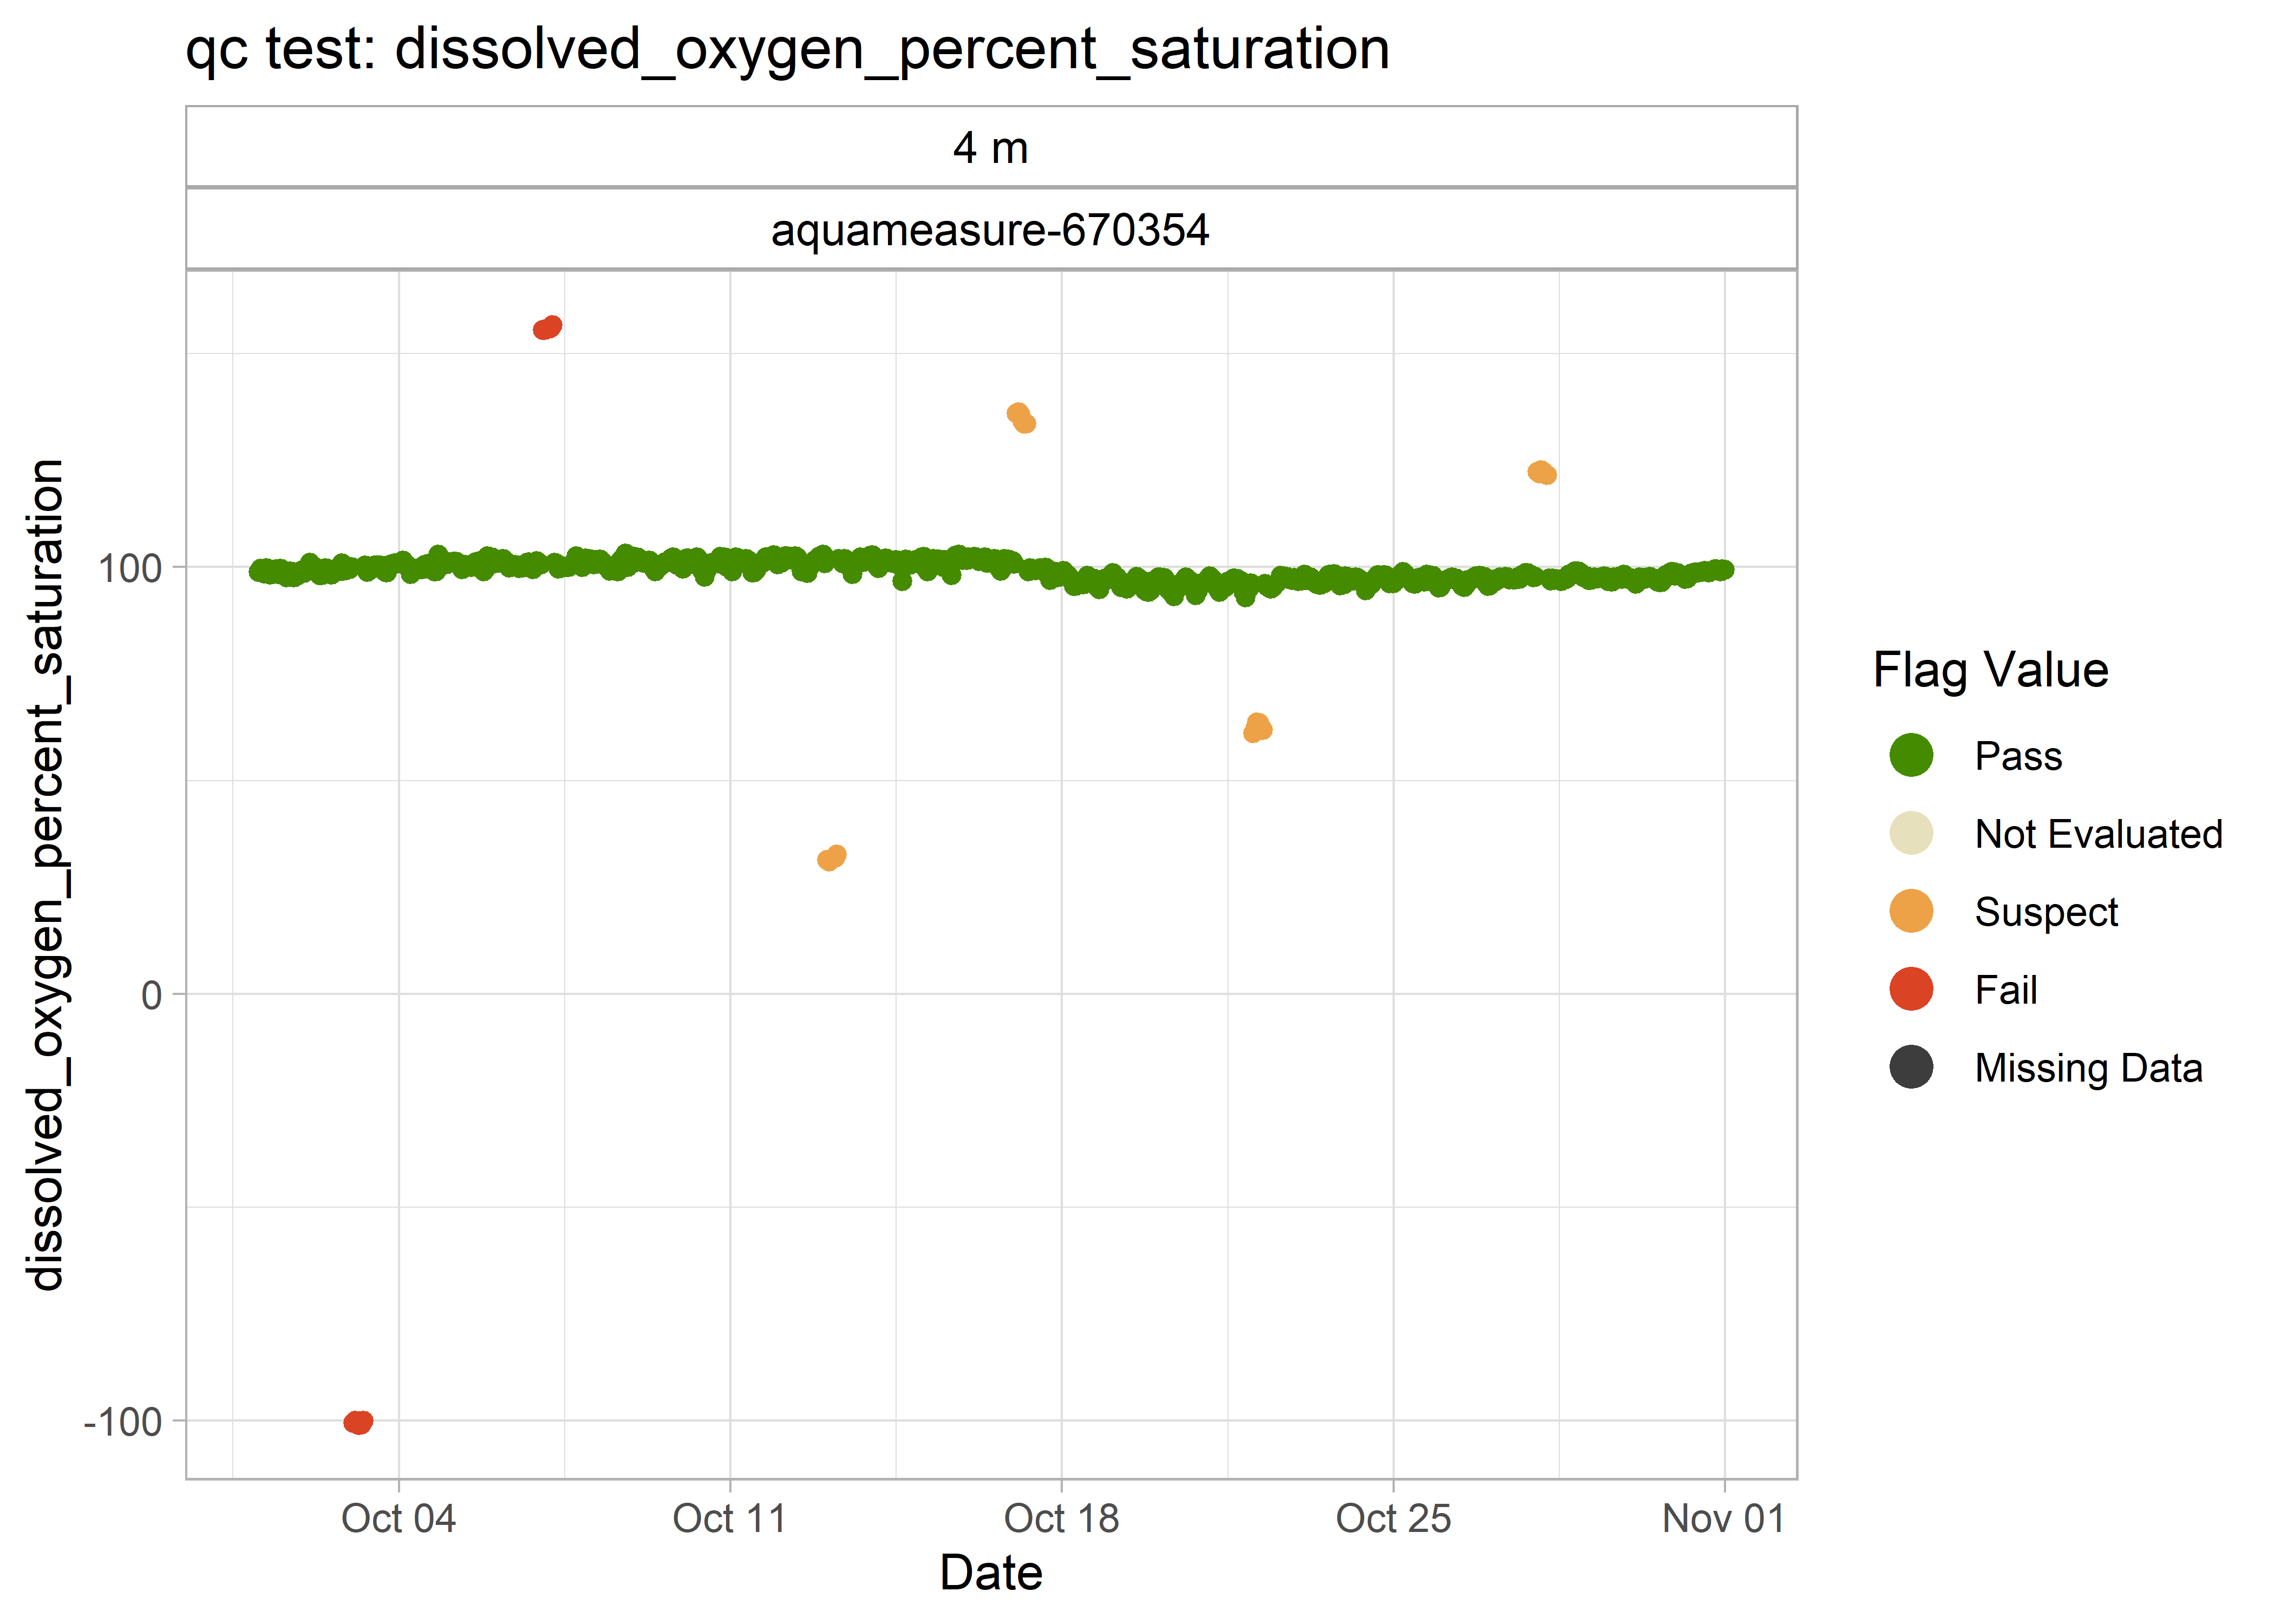 qc test: dissolved_oxygen_percent_saturation
4 m
aquameasure-670354
dissolved_oxygen_percent_saturation
100
0
-100
Oct 04
Oct 11
Oct 18
Oct 25
Nov 01
Date
Flag Value
Pass
Not Evaluated
Suspect
Fail
Missing Data